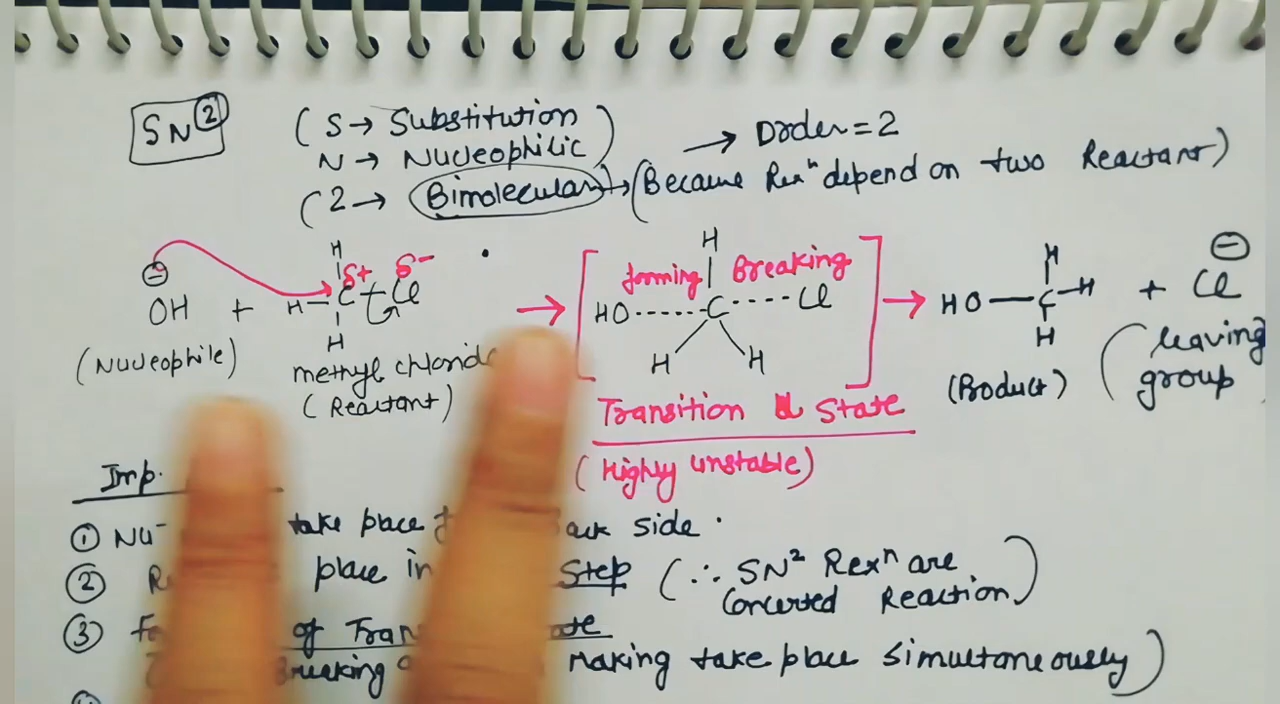 SN②
(S → Substitution
N → Nucleophilic)
(2 → Bimolecular) → (Because Rexⁿ depend on two Reactant)
→ Order = 2
H H
δ+ δ- forming Breaking H ⊖
⊖ OH + H–C–Cl → [HO-----C----Cl] → HO–C–H + Cl
H H H H
(Nucleophile) methyl chloride (Product) (leaving
(Reactant) Transition State group
(Highly unstable)
Imp.
① Nu⁻ take place side.
② place in Step (∴ SN² Rexⁿ are
Concerted Reaction)
③ of
Breaking Making take place simultaneously)